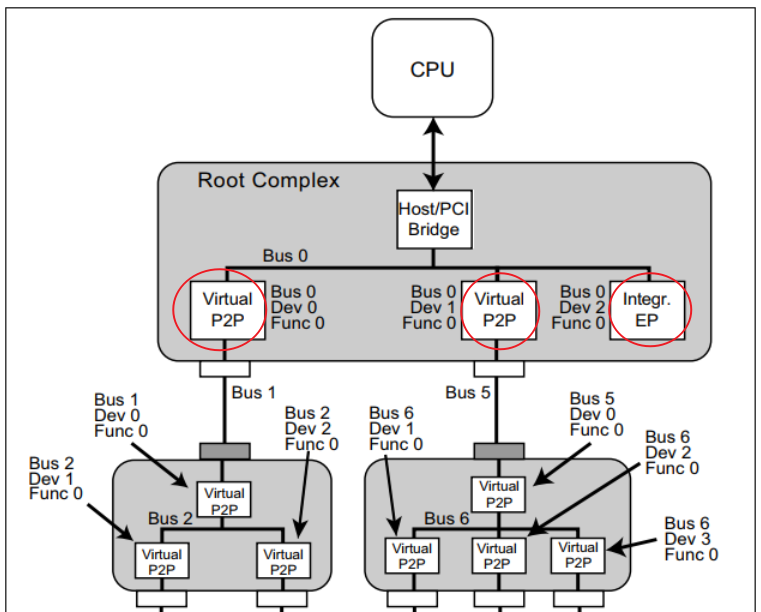 CPU
Root Complex
Host/PCI
Bridge
Bus 0
Virtual
P2P
Bus 0
Dev 0
Func 0
Bus 0
Dev 1
Func 0
Virtual
P2P
Bus 0
Dev 2
Func 0
Integr.
EP
Bus 1
Bus 5
Bus 1
Dev 0
Func 0
Bus 2
Dev 2
Func 0
Bus 6
Dev 1
Func 0
Bus 5
Dev 0
Func 0
Bus 2
Dev 1
Func 0
Bus 6
Dev 2
Func 0
Virtual
P2P
Bus 2
Virtual
P2P
Virtual
P2P
Virtual
P2P
Bus 6
Virtual
P2P
Virtual
P2P
Virtual
P2P
Bus 6
Dev 3
Func 0